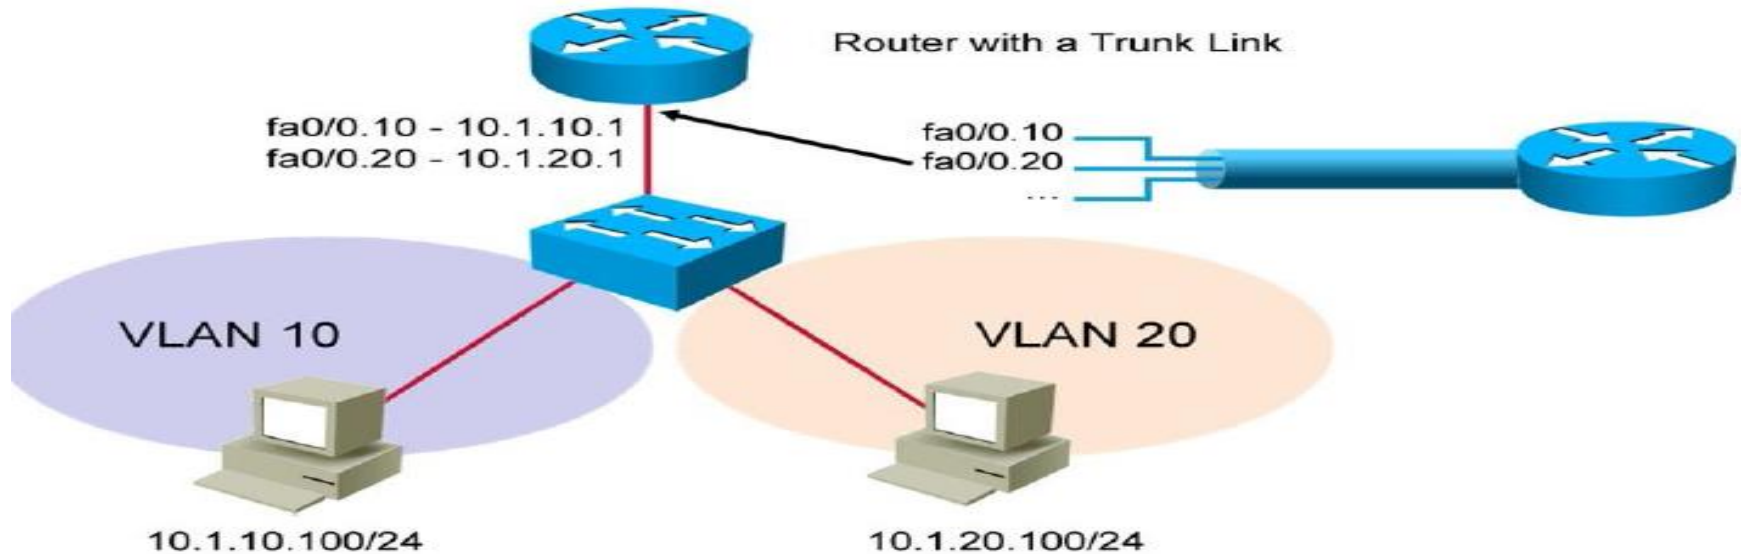 Router with a Trunk Link
fa0/0.10 - 10.1.10.1
fa0/0.20 - 10.1.20.1
fa0/0.10
fa0/0.20
...
VLAN 10
VLAN 20
10.1.10.100/24
10.1.20.100/24